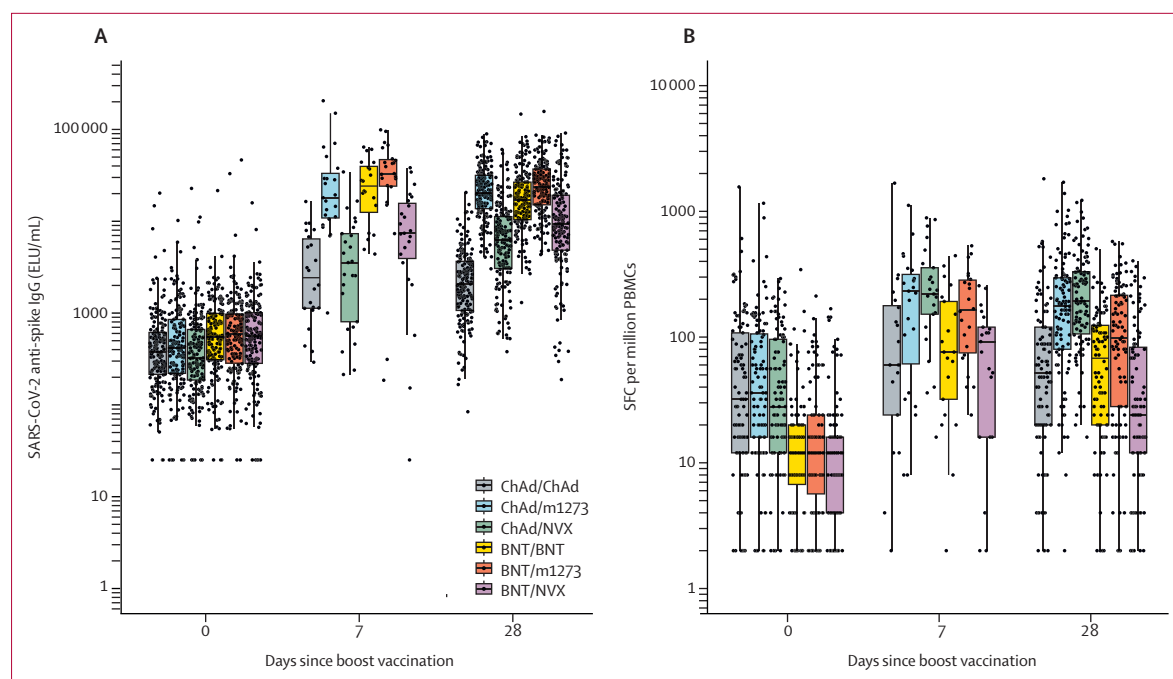 A
SARS-CoV-2 anti-spike IgG (ELU/mL)
100 000
1000
10
1
ChAd/ChAd
ChAd/m1273
ChAd/NVX
BNT/BNT
BNT/m1273
BNT/NVX
0 7 28
Days since boost vaccination
B
SFC per million PBMCs
10 000
1000
100
10
1
0 7 28
Days since boost vaccination